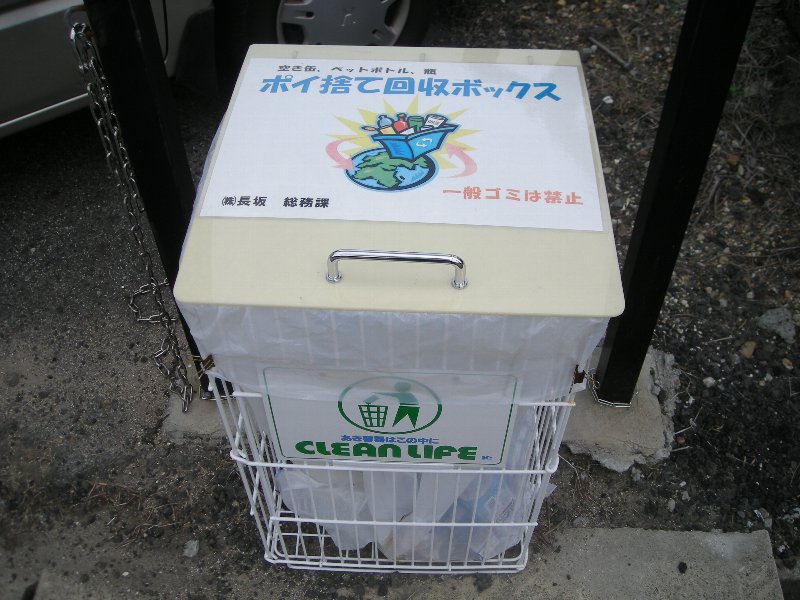 空き缶、ペットボトル、瓶
ポイ捨て回収ボックス
一般ゴミは禁止
㈱長坂 総務課
あき容器はこの中に
CLEAN LIFE